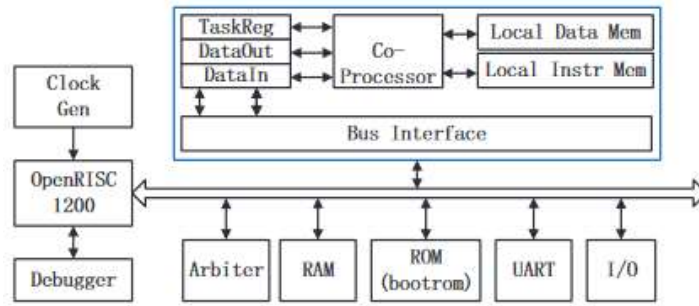 TaskReg
DataOut
DataIn
Co-
Processor
Local Data Mem
Local Instr Mem
Bus Interface
Clock
Gen
OpenRISC
1200
Debugger
Arbiter
RAM
ROM
(bootrom)
UART
I/O